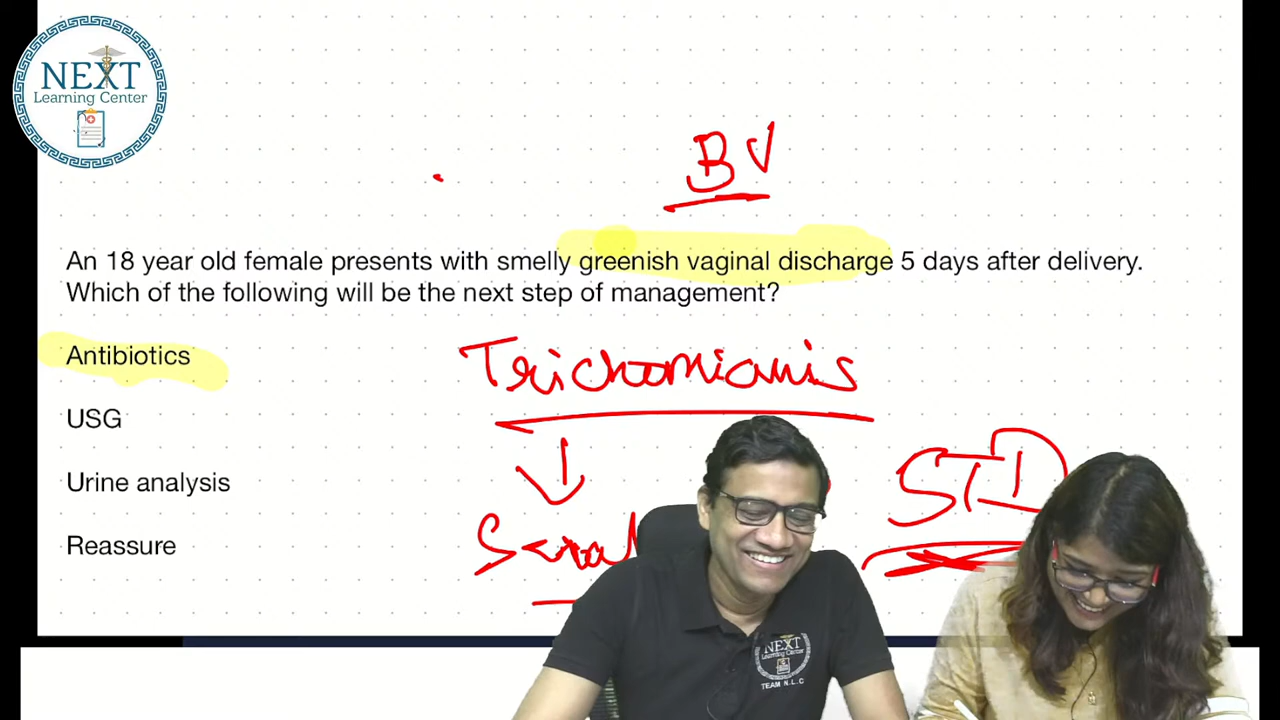 NEXT
Learning Center
BV
An 18 year old female presents with smelly greenish vaginal discharge 5 days after delivery.
Which of the following will be the next step of management?
Antibiotics
USG
Urine analysis
Reassure
STD
NEXT
Learning Center
TEAM N.L.C